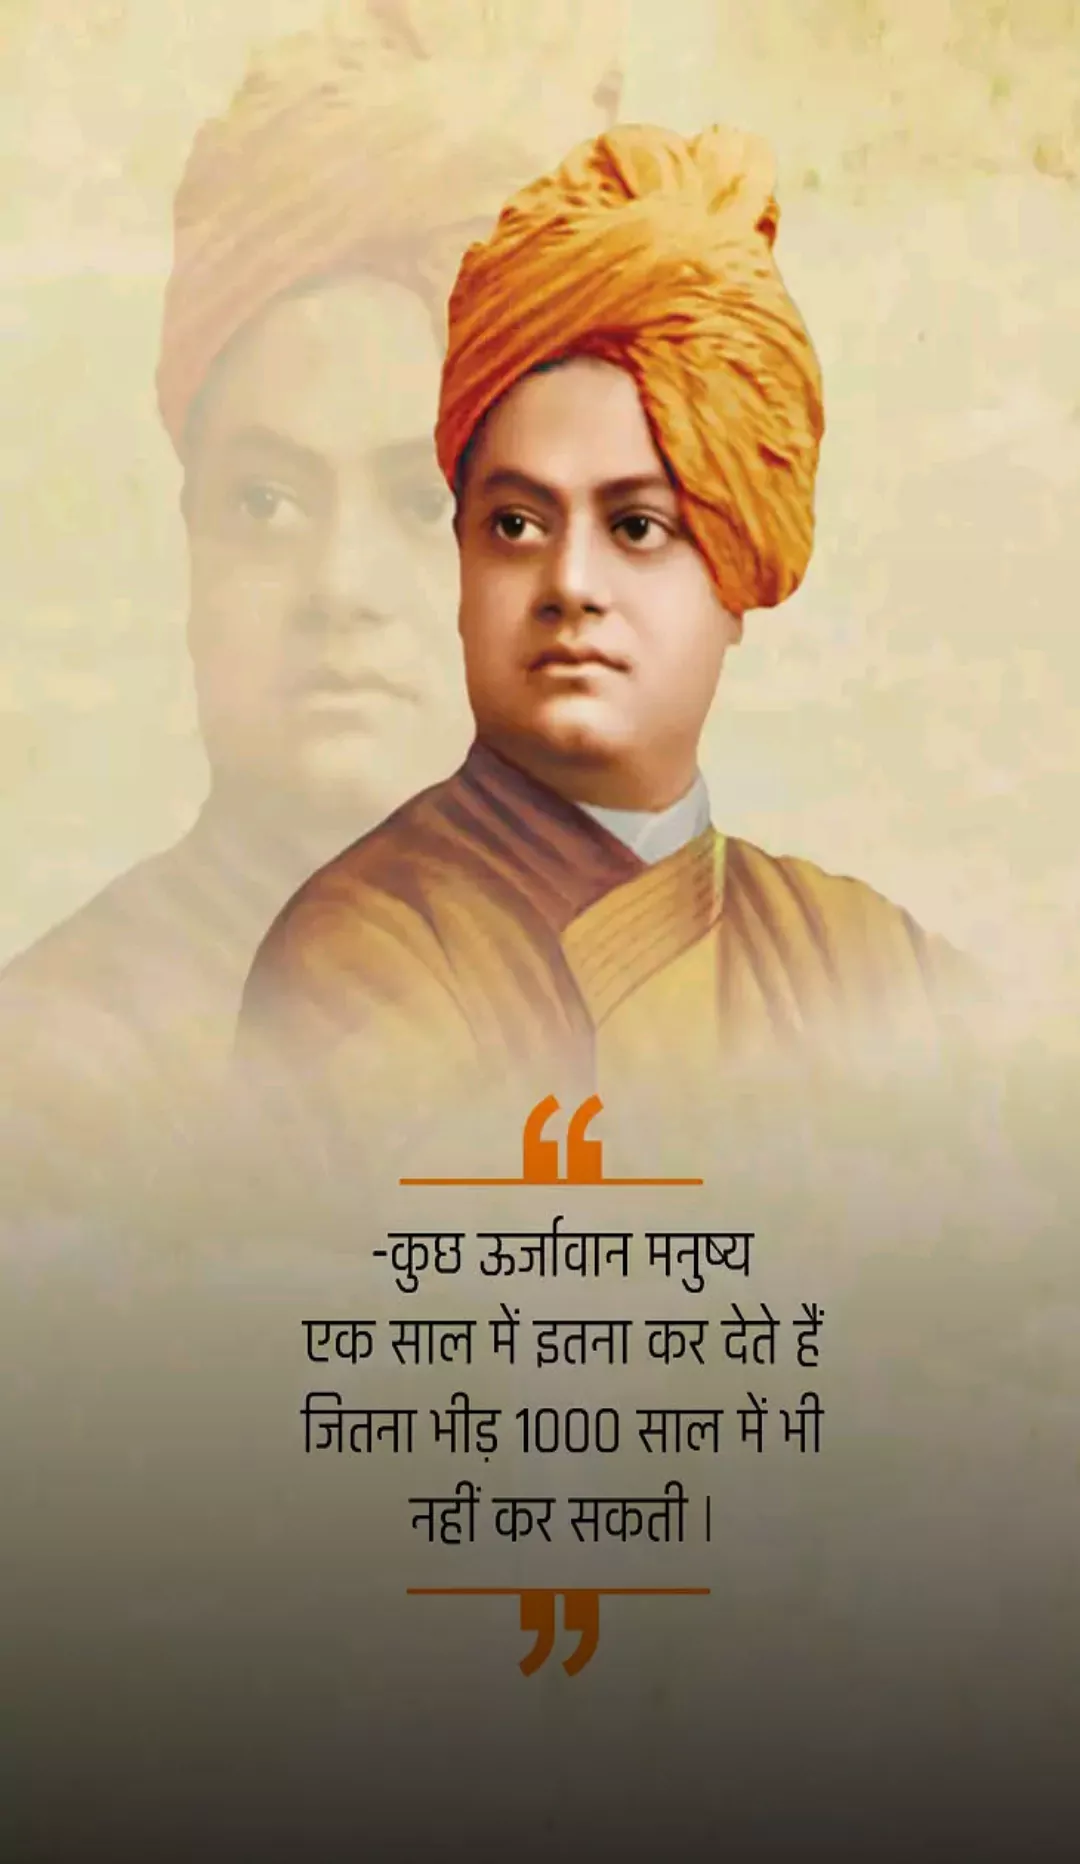 “
-कुछ ऊर्जावान मनुष्य
एक साल में इतना कर देते हैं
जितना भीड़ 1000 साल में भी
नहीं कर सकती।
”